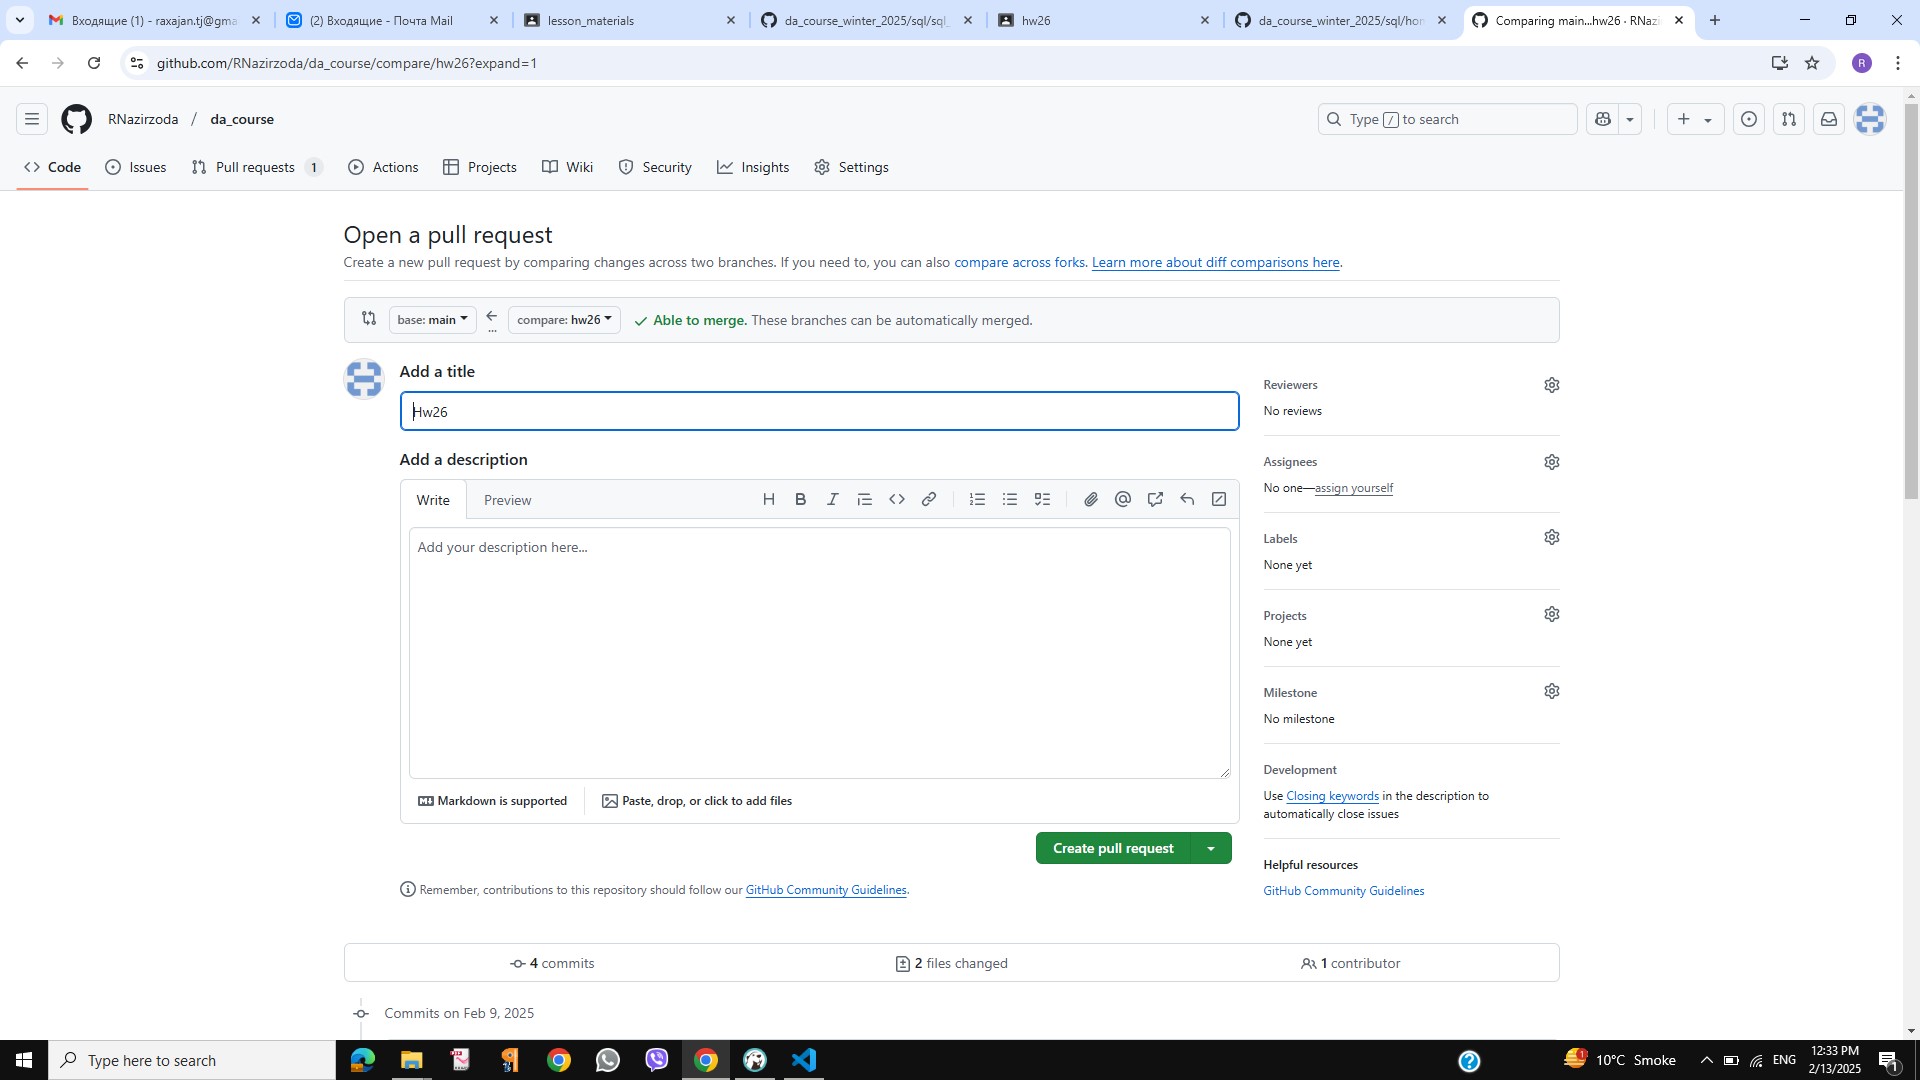 Входящие (1) - raxajan.tj@gma
(2) Входящие - Почта Mail
lesson_materials
da_course_winter_2025/sql/sql_
hw26
da_course_winter_2025/sql/hon
Comparing main...hw26 · RNazi
github.com/RNazirzoda/da_course/compare/hw26?expand=1
R
RNazirzoda / da_course
Type / to search
Code
Issues
Pull requests 1
Actions
Projects
Wiki
Security
Insights
Settings
Open a pull request
Create a new pull request by comparing changes across two branches. If you need to, you can also compare across forks. Learn more about diff comparisons here.
base: main
...
compare: hw26
Able to merge. These branches can be automatically merged.
Add a title
Hw26
Add a description
Write
Preview
Add your description here...
Markdown is supported
Paste, drop, or click to add files
Create pull request
Remember, contributions to this repository should follow our GitHub Community Guidelines.
Reviewers
No reviews
Assignees
No one—assign yourself
Labels
None yet
Projects
None yet
Milestone
No milestone
Development
Use Closing keywords in the description to
automatically close issues
Helpful resources
GitHub Community Guidelines
4 commits
2 files changed
1 contributor
Commits on Feb 9, 2025
Type here to search
10°C Smoke
ENG
12:33 PM
2/13/2025